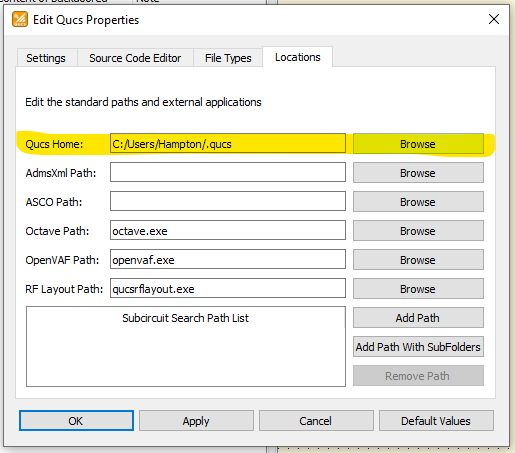 Edit Qucs Properties
Settings
Source Code Editor
File Types
Locations
Edit the standard paths and external applications
Qucs Home: C:/Users/Hampton/.qucs Browse
AdmsXml Path: Browse
ASCO Path: Browse
Octave Path: octave.exe Browse
OpenVAF Path: openvaf.exe Browse
RF Layout Path: qucsrflayout.exe Browse
Subcircuit Search Path List
Add Path
Add Path With SubFolders
Remove Path
OK Apply Cancel Default Values